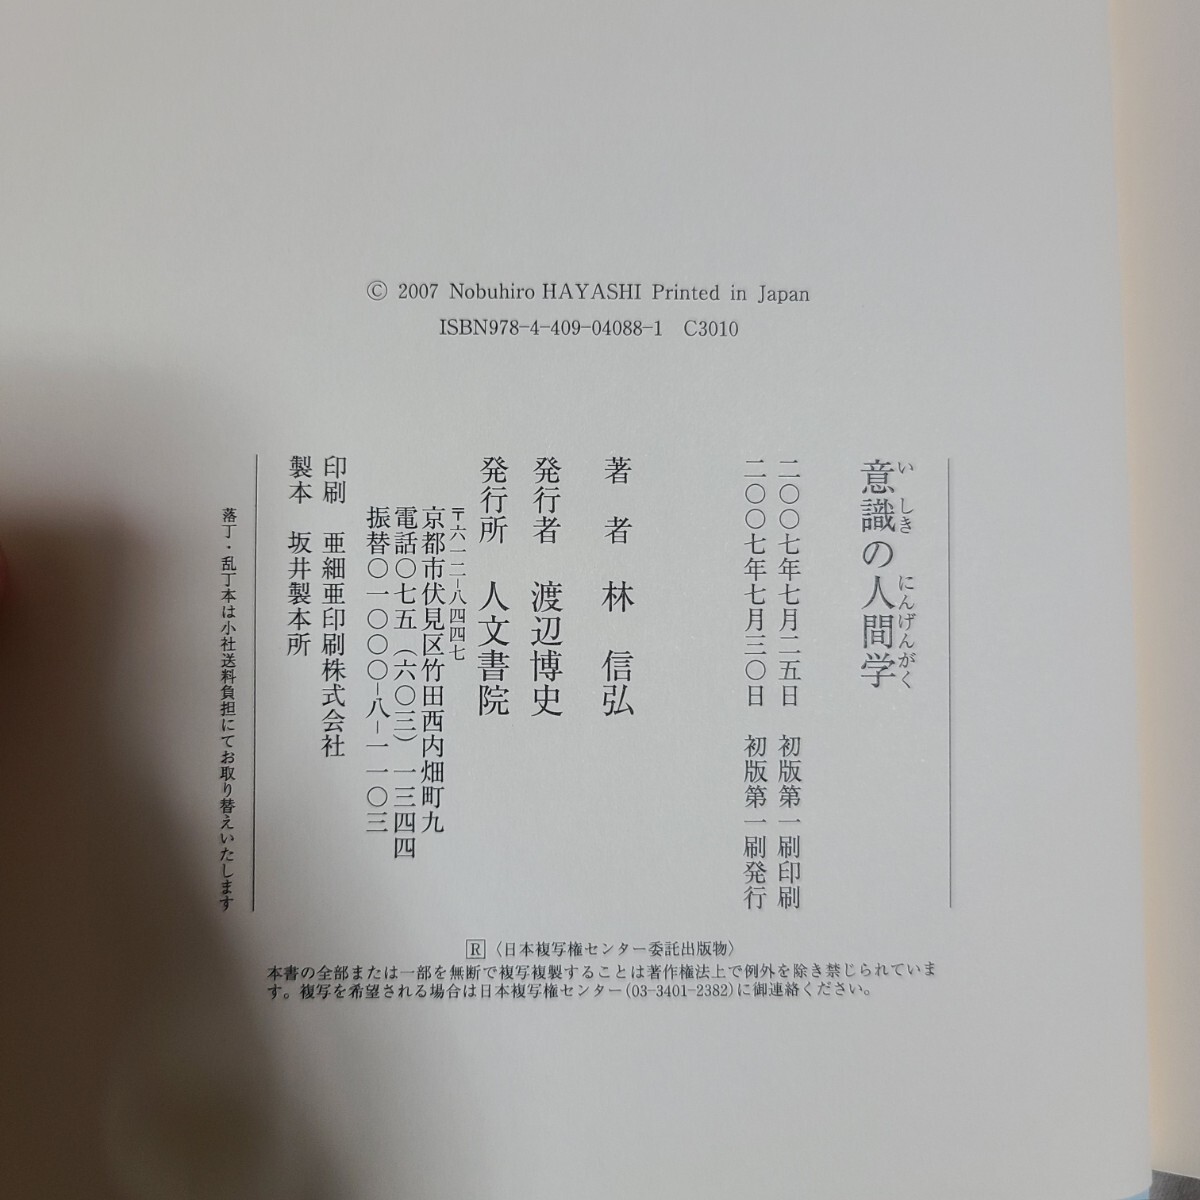 © 2007 Nobuhiro HAYASHI Printed in Japan
ISBN978-4-409-04088-1 C3010
意識の人間学
いしき にんげんがく
二〇〇七年七月二五日 初版第一刷印刷
二〇〇七年七月三〇日 初版第一刷発行
著者 林 信弘
発行者 渡辺博史
発行所 人文書院
〒六一二-八四四七
京都市伏見区竹田西内畑町九
電話〇七五(六〇三)一三四四
振替〇一〇〇〇-八-一一〇三
印刷 亜細亜印刷株式会社
製本 坂井製本所
落丁・乱丁本は小社送料負担にてお取り替えいたします
R〈日本複写権センター委託出版物〉
本書の全部または一部を無断で複写複製することは著作権法上で例外を除き禁じられていま
す。複写を希望される場合は日本複写権センター(03-3401-2382)に御連絡ください。